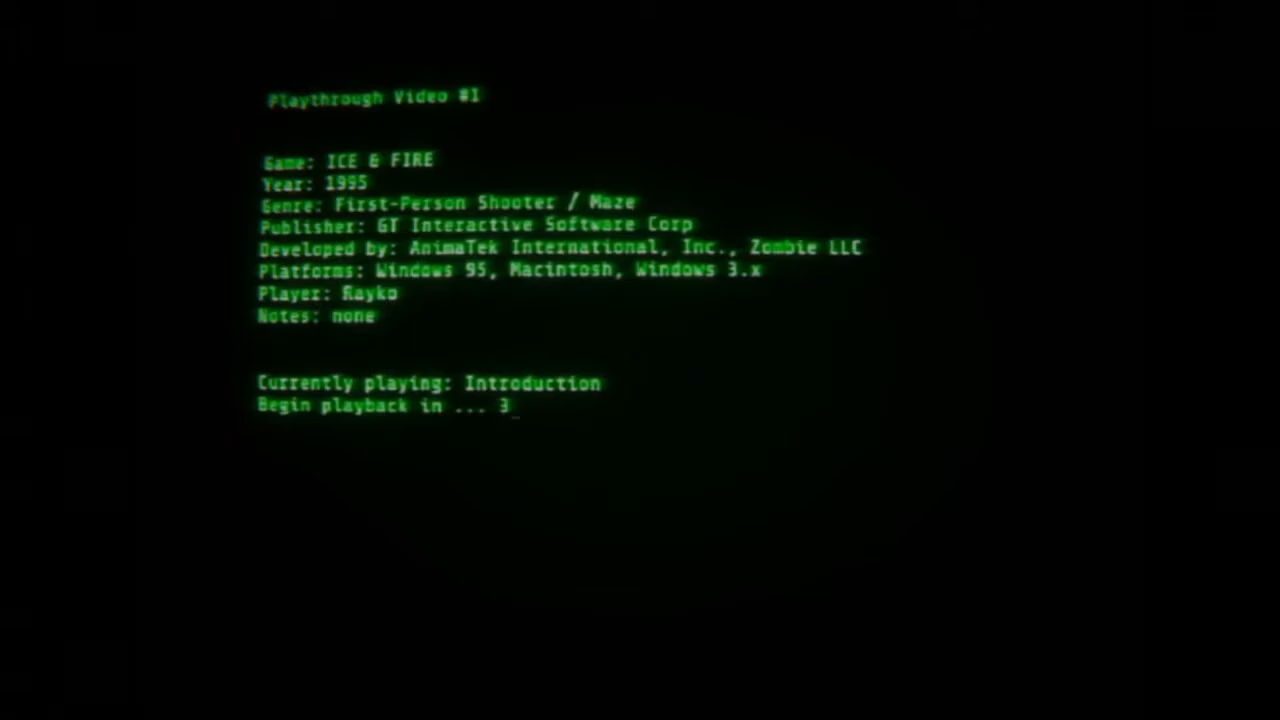 Playthrough Video #1
Game: ICE & FIRE
Year: 1995
Genre: First-Person Shooter / Maze
Publisher: GT Interactive Software Corp
Developed by: AnimaTek International, Inc., Zombie LLC
Platforms: Windows 95, Macintosh, Windows 3.x
Player: Rayko
Notes: none
Currently playing: Introduction
Begin playback in ... 3_